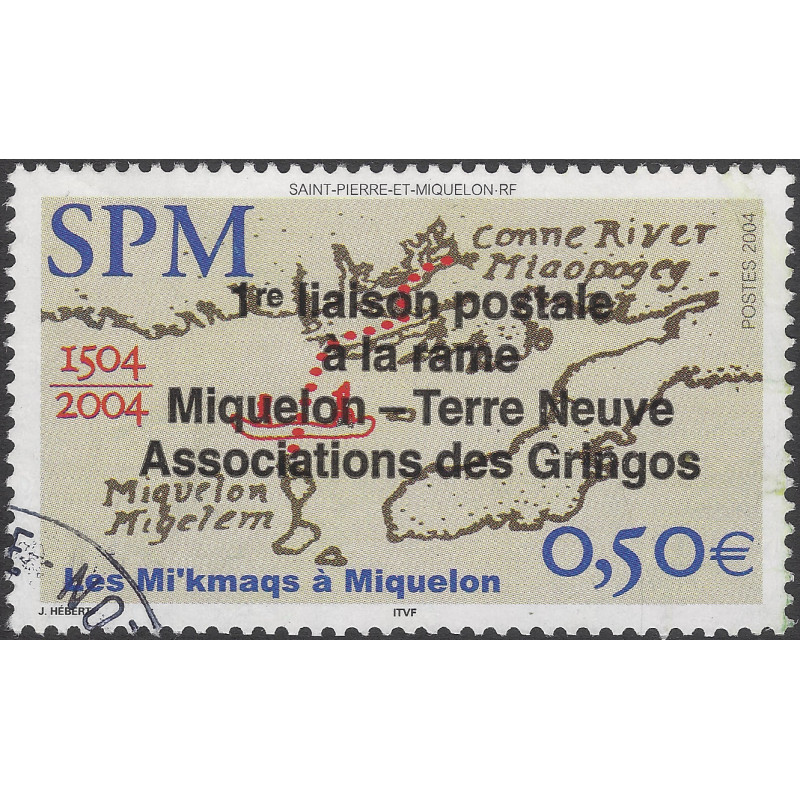 SAINT-PIERRE-ET-MIQUELON·RF
SPM
POSTES 2004
Conne River
Miaopogeg
1re liaison postale
à la rame
1504
2004
Miquelon – Terre Neuve
Associations des Gringos
Miquelon
Migelem
0,50€
Les Mi'kmaqs à Miquelon
J. HÉBERT
ITVF